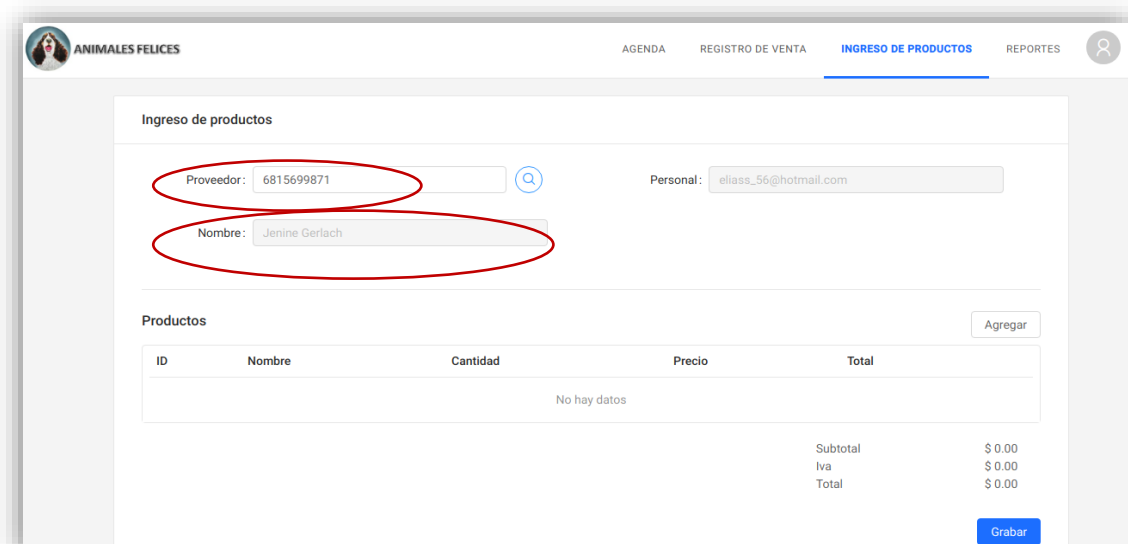 ANIMALES FELICES AGENDA REGISTRO DE VENTA INGRESO DE PRODUCTOS REPORTES
Ingreso de productos
Proveedor: 6815699871 Personal: eliass_56@hotmail.com
Nombre: Jenine Gerlach
Productos Agregar
ID Nombre Cantidad Precio Total
No hay datos
Subtotal $ 0.00
Iva $ 0.00
Total $ 0.00
Grabar